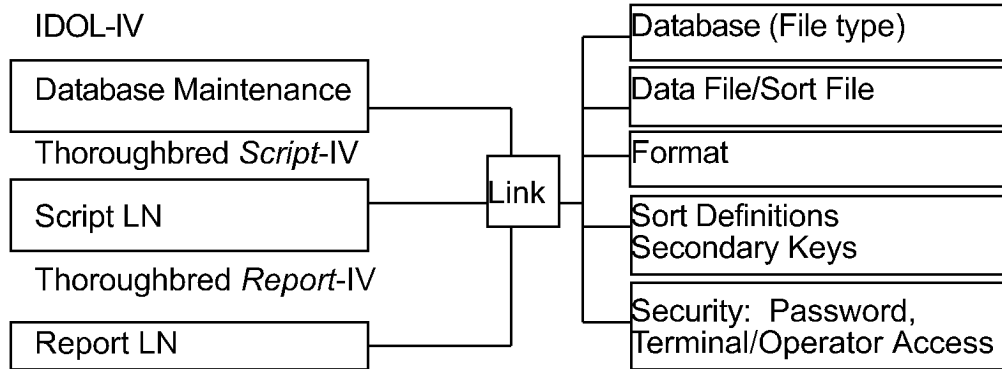 IDOL-IV
Database Maintenance
Thoroughbred Script-IV
Script LN
Thoroughbred Report-IV
Report LN
Link
Database (File type)
Data File/Sort File
Format
Sort Definitions
Secondary Keys
Security:  Password,
Terminal/Operator Access